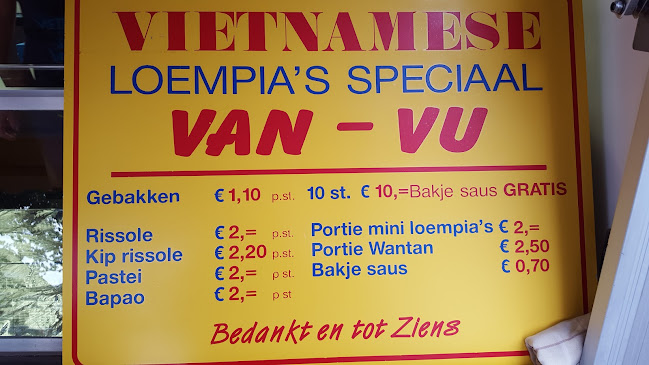 VIETNAMESE
LOEMPIA'S SPECIAAL
VAN - VU
Gebakken € 1,10 p.st. 10 st. € 10,= Bakje saus GRATIS
Rissole € 2,= p.st. Portie mini loempia's € 2,=
Kip rissole € 2,20 p.st. Portie Wantan € 2,50
Pastei € 2,= p st. Bakje saus € 0,70
Bapao € 2,= p st
Bedankt en tot Ziens